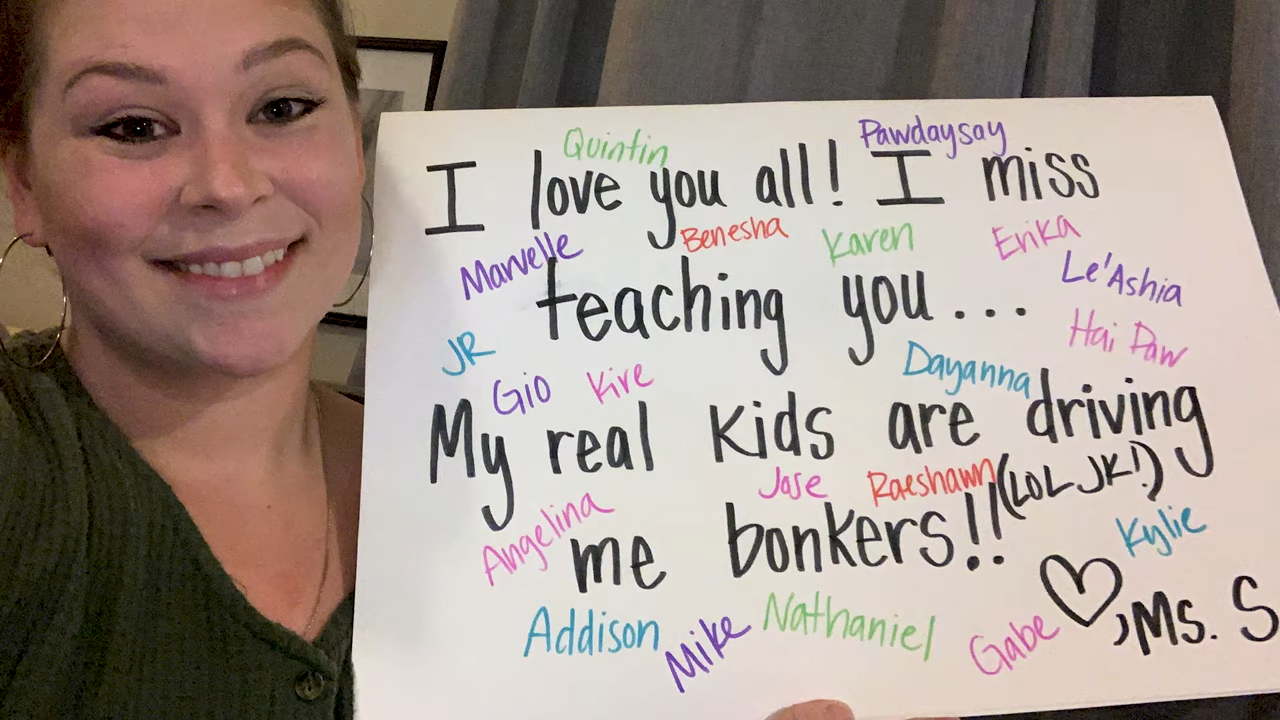 Quintin Pawdaysay
I love you all! I miss
Marvelle Benesha Karen Erika
Le'Ashia
teaching you...
JR Hai Paw
Gio Kire Dayanna
My real kids are driving
Jose Raeshawn (LOL JK!)
Angelina me bonkers!!
Kylie
Addison Mike Nathaniel Gabe
, Ms. S